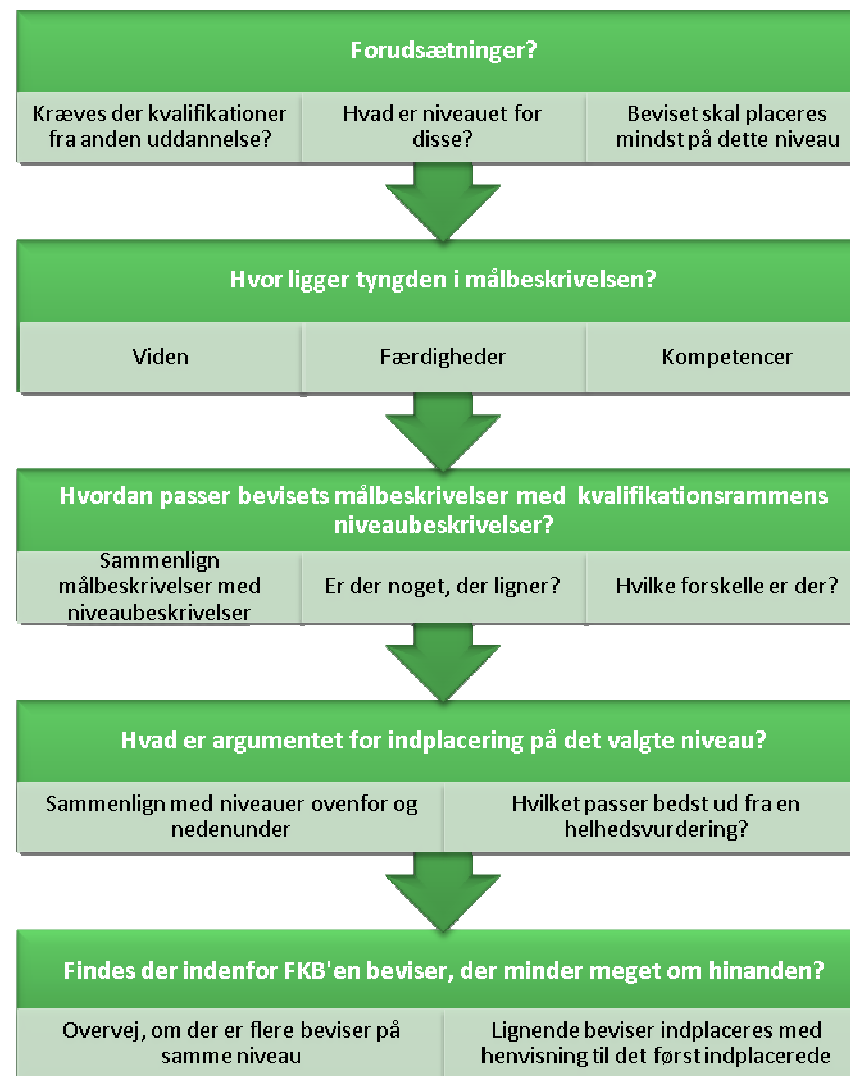 Forudsætninger?
Kræves der kvalifikationer
fra anden uddannelse?
Hvad er niveauet for
disse?
Beviset skal placeres
mindst på dette niveau
Hvor ligger tyngden i målbeskrivelsen?
Viden
Færdigheder
Kompetencer
Hvordan passer bevisets målbeskrivelser med kvalifikationsrammens
niveaubeskrivelser?
Sammenlign
målbeskrivelser med
niveaubeskrivelser
Er der noget, der ligner?
Hvilke forskelle er der?
Hvad er argumentet for indplacering på det valgte niveau?
Sammenlign med niveauer ovenfor og
nedenunder
Hvilket passer bedst ud fra en
helhedsvurdering?
Findes der indenfor FKB'en beviser, der minder meget om hinanden?
Overvej, om der er flere beviser på
samme niveau
Lignende beviser indplaceres med
henvisning til det først indplacerede